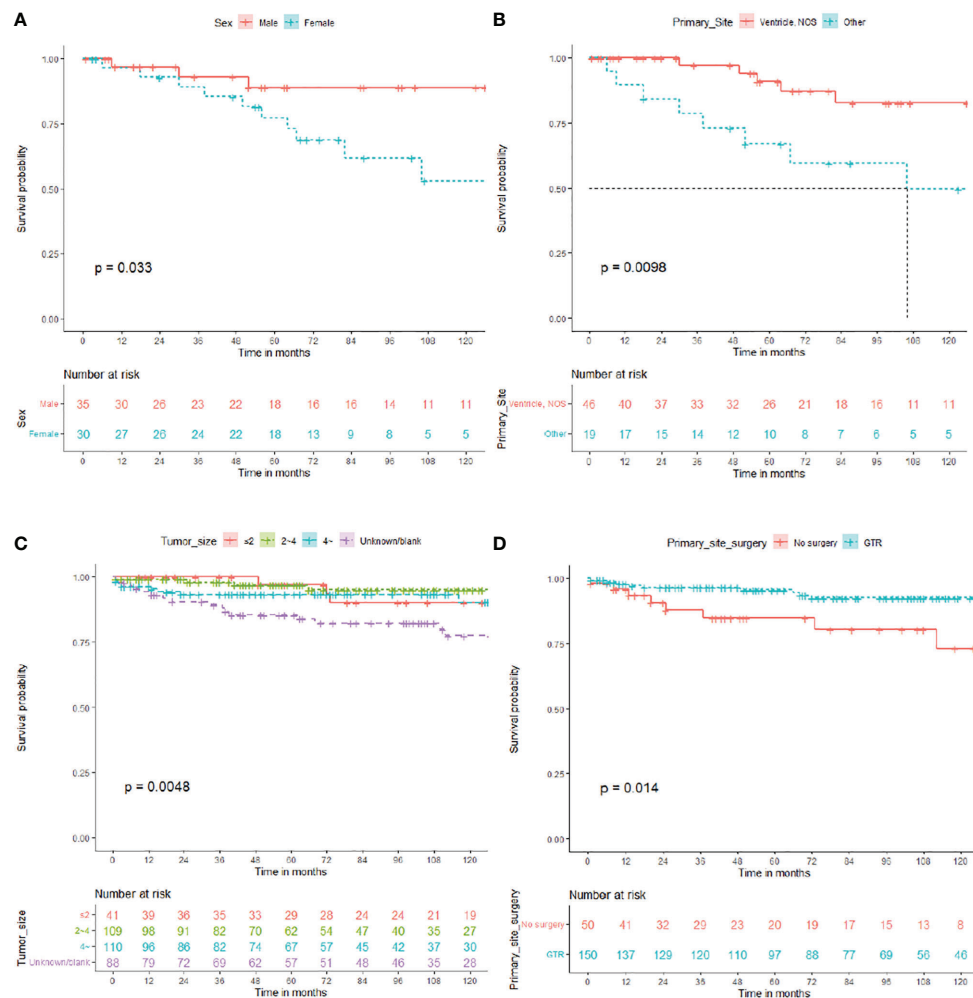 A
Sex Male Female
Survival probability
1.00
0.75
0.50
0.25
0.00
p = 0.033
0 12 24 36 48 60 72 84 96 108 120
Time in months
Number at risk
Sex
Male 35 30 26 23 22 18 16 16 14 11 11
Female 30 27 26 24 22 18 13 9 8 5 5
0 12 24 36 48 60 72 84 96 108 120
Time in months
B
Primary_Site Ventricle, NOS Other
Survival probability
1.00
0.75
0.50
0.25
0.00
p = 0.0098
0 12 24 36 48 60 72 84 96 108 120
Time in months
Number at risk
Primary_Site
Ventricle, NOS 46 40 37 33 32 26 21 18 16 11 11
Other 19 17 15 14 12 10 8 7 6 5 5
0 12 24 36 48 60 72 84 96 108 120
Time in months
C
Tumor_size ≤2 2~4 4~ Unknown/blank
Survival probability
1.00
0.75
0.50
0.25
0.00
p = 0.0048
0 12 24 36 48 60 72 84 96 108 120
Time in months
Number at risk
Tumor_size
≤2 41 39 36 35 33 29 28 24 24 21 19
2~4 109 98 91 82 70 62 54 47 40 35 27
4~ 110 96 86 82 74 67 57 45 42 37 30
Unknown/blank 88 79 72 69 62 57 51 48 46 35 28
0 12 24 36 48 60 72 84 96 108 120
Time in months
D
Primary_site_surgery No surgery GTR
Survival probability
1.00
0.75
0.50
0.25
0.00
p = 0.014
0 12 24 36 48 60 72 84 96 108 120
Time in months
Number at risk
Primary_site_surgery
No surgery 50 41 32 29 23 20 19 17 15 13 8
GTR 150 137 129 120 110 97 88 77 69 56 46
0 12 24 36 48 60 72 84 96 108 120
Time in months